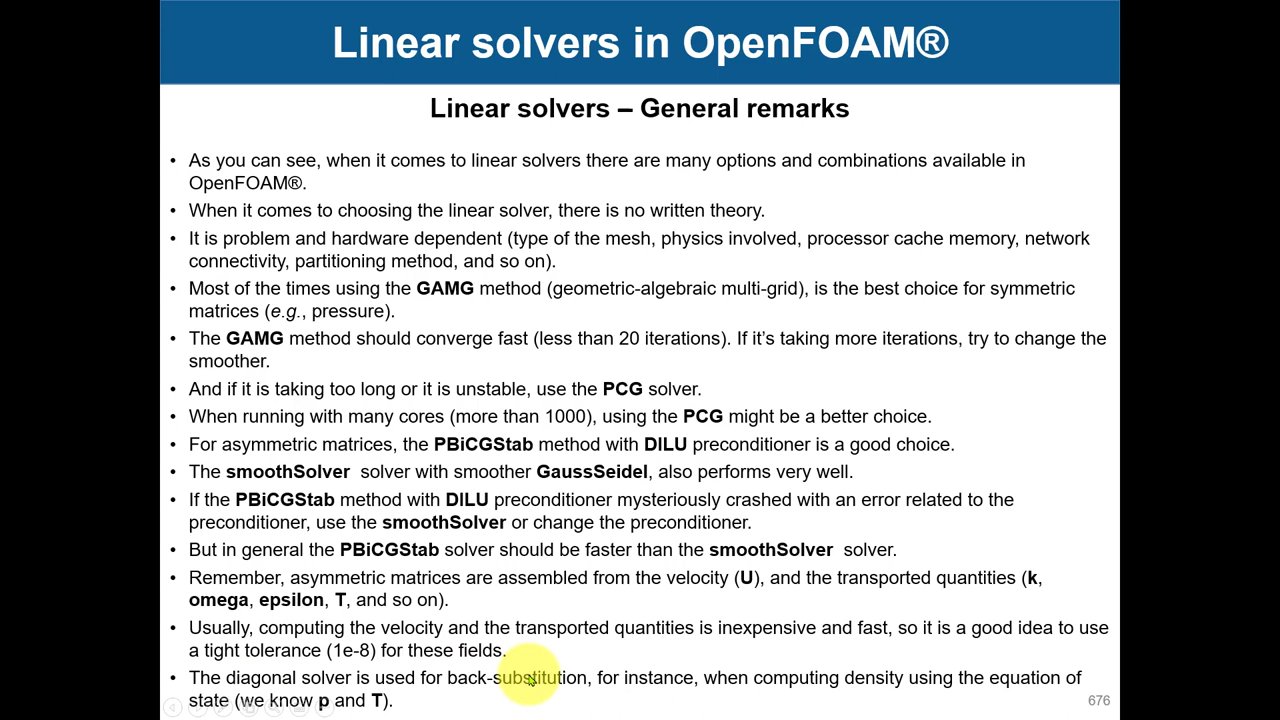 Linear solvers in OpenFOAM®
Linear solvers – General remarks
• As you can see, when it comes to linear solvers there are many options and combinations available in
OpenFOAM®.
• When it comes to choosing the linear solver, there is no written theory.
• It is problem and hardware dependent (type of the mesh, physics involved, processor cache memory, network
connectivity, partitioning method, and so on).
• Most of the times using the GAMG method (geometric-algebraic multi-grid), is the best choice for symmetric
matrices (e.g., pressure).
• The GAMG method should converge fast (less than 20 iterations). If it's taking more iterations, try to change the
smoother.
• And if it is taking too long or it is unstable, use the PCG solver.
• When running with many cores (more than 1000), using the PCG might be a better choice.
• For asymmetric matrices, the PBiCGStab method with DILU preconditioner is a good choice.
• The smoothSolver solver with smoother GaussSeidel, also performs very well.
• If the PBiCGStab method with DILU preconditioner mysteriously crashed with an error related to the
preconditioner, use the smoothSolver or change the preconditioner.
• But in general the PBiCGStab solver should be faster than the smoothSolver solver.
• Remember, asymmetric matrices are assembled from the velocity (U), and the transported quantities (k,
omega, epsilon, T, and so on).
• Usually, computing the velocity and the transported quantities is inexpensive and fast, so it is a good idea to use
a tight tolerance (1e-8) for these fields.
• The diagonal solver is used for back-substitution, for instance, when computing density using the equation of
state (we know p and T).
676